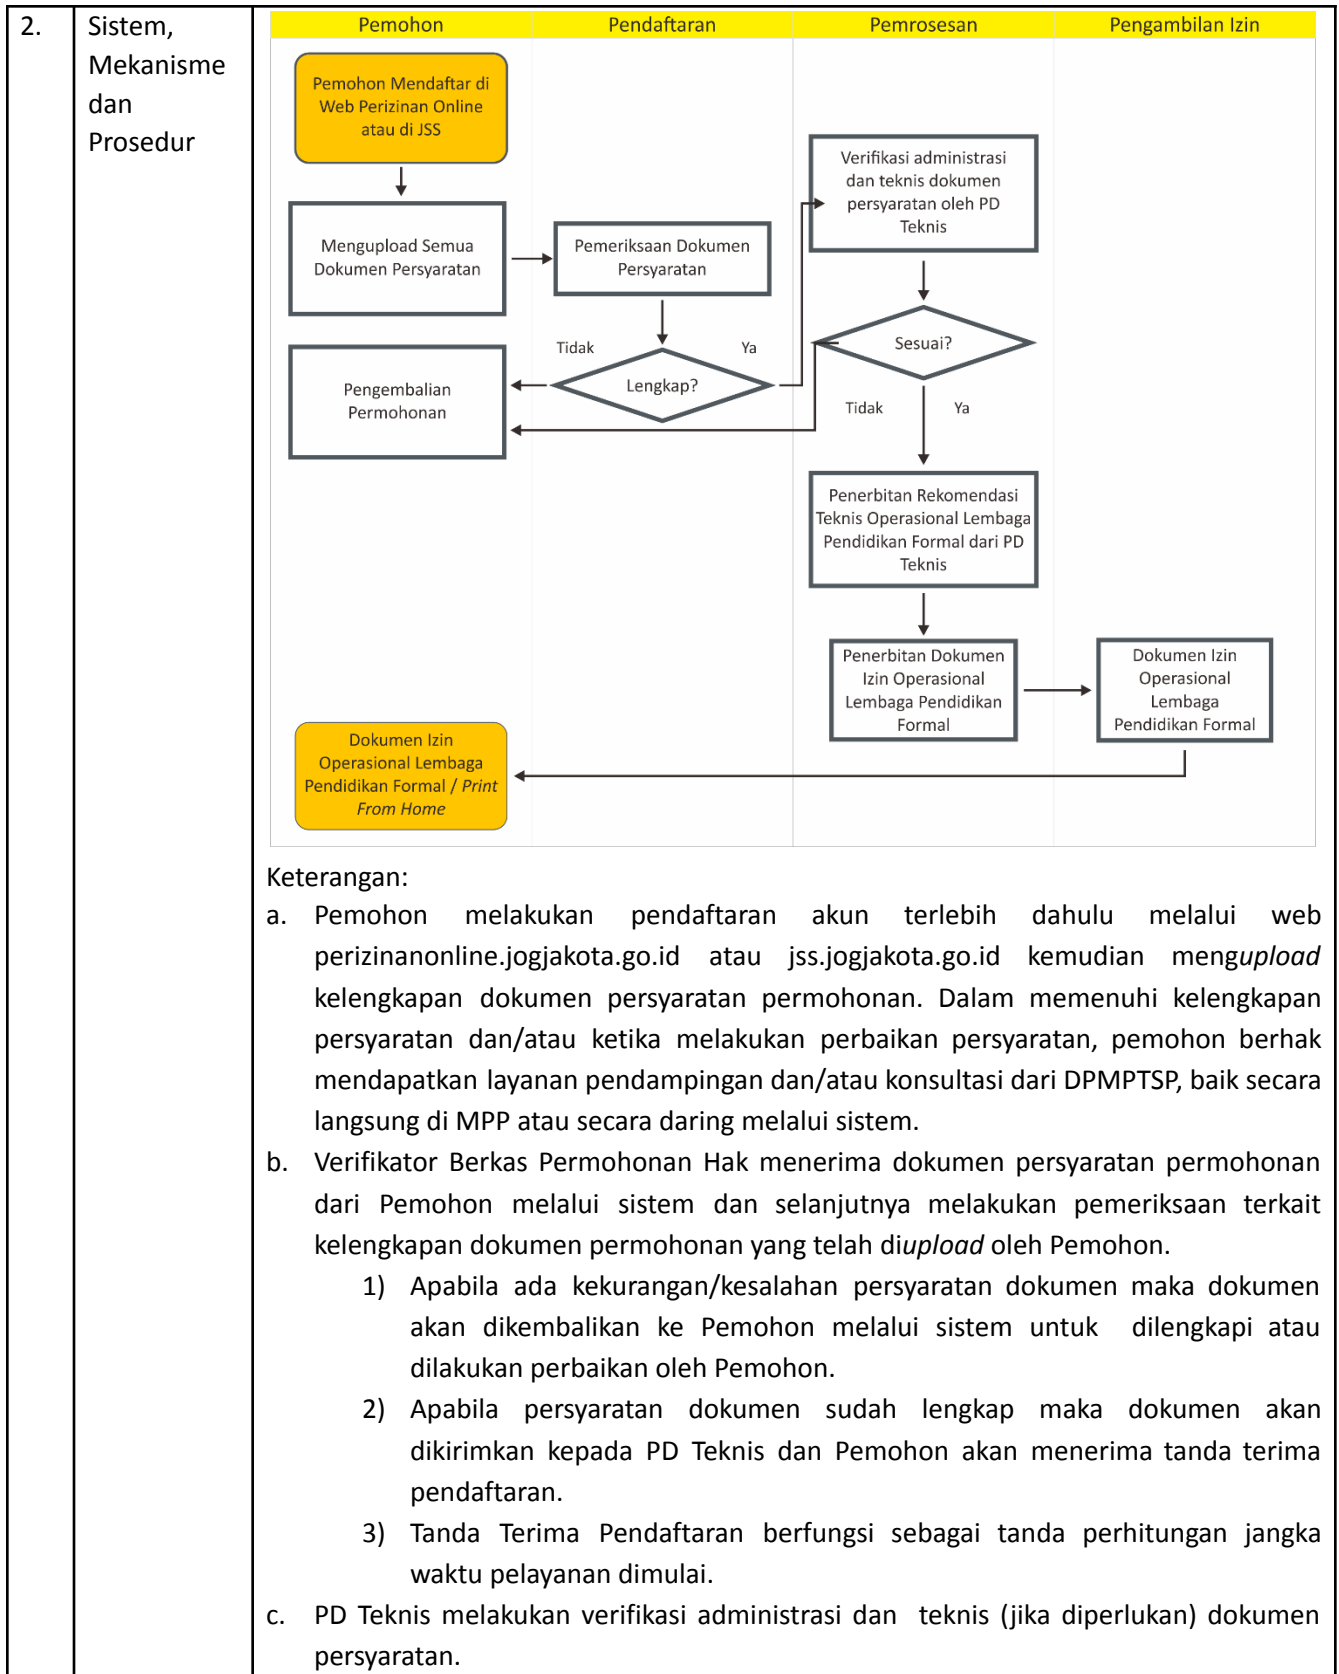 2.
Sistem,
Mekanisme
dan
Prosedur
Pemohon
Pendaftaran
Pemrosesan
Pengambilan Izin
Pemohon Mendaftar di
Web Perizinan Online
atau di JSS
Mengupload Semua
Dokumen Persyaratan
Pemeriksaan Dokumen
Persyaratan
Verifikasi administrasi
dan teknis dokumen
persyaratan oleh PD
Teknis
Tidak
Ya
Lengkap?
Sesuai?
Pengembalian
Permohonan
Tidak
Ya
Penerbitan Rekomendasi
Teknis Operasional Lembaga
Pendidikan Formal dari PD
Teknis
Penerbitan Dokumen
Izin Operasional
Lembaga Pendidikan
Formal
Dokumen Izin
Operasional
Lembaga
Pendidikan Formal
Dokumen Izin
Operasional Lembaga
Pendidikan Formal / Print
From Home
Keterangan:
a. Pemohon melakukan pendaftaran akun terlebih dahulu melalui web
perizinanonline.jogjakota.go.id atau jss.jogjakota.go.id kemudian mengupload
kelengkapan dokumen persyaratan permohonan. Dalam memenuhi kelengkapan
persyaratan dan/atau ketika melakukan perbaikan persyaratan, pemohon berhak
mendapatkan layanan pendampingan dan/atau konsultasi dari DPMPTSP, baik secara
langsung di MPP atau secara daring melalui sistem.
b. Verifikator Berkas Permohonan Hak menerima dokumen persyaratan permohonan
dari Pemohon melalui sistem dan selanjutnya melakukan pemeriksaan terkait
kelengkapan dokumen permohonan yang telah diupload oleh Pemohon.
1) Apabila ada kekurangan/kesalahan persyaratan dokumen maka dokumen
akan dikembalikan ke Pemohon melalui sistem untuk dilengkapi atau
dilakukan perbaikan oleh Pemohon.
2) Apabila persyaratan dokumen sudah lengkap maka dokumen akan
dikirimkan kepada PD Teknis dan Pemohon akan menerima tanda terima
pendaftaran.
3) Tanda Terima Pendaftaran berfungsi sebagai tanda perhitungan jangka
waktu pelayanan dimulai.
c. PD Teknis melakukan verifikasi administrasi dan teknis (jika diperlukan) dokumen
persyaratan.